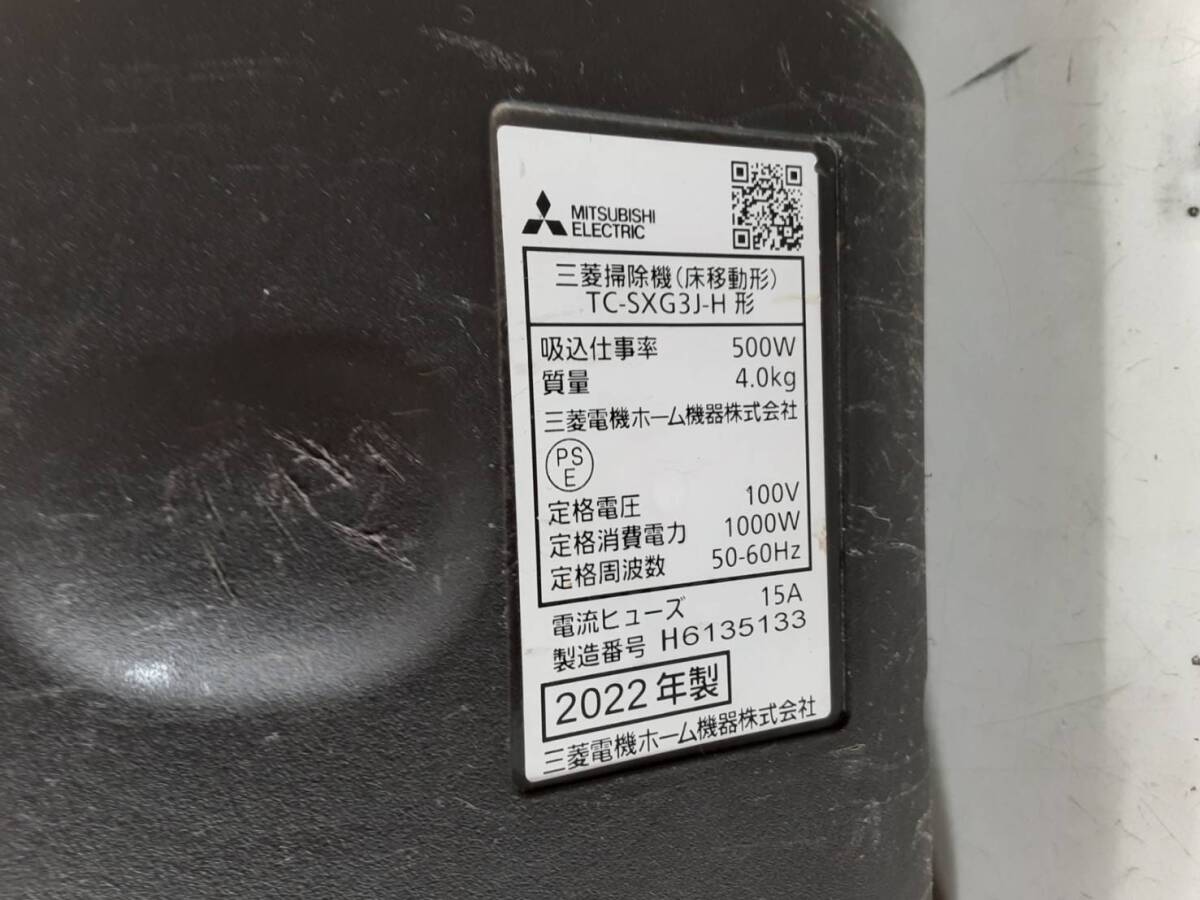 MITSUBISHI
ELECTRIC
三菱掃除機(床移動形)
TC-SXG3J-H 形
吸込仕事率 500W
質量 4.0kg
三菱電機ホーム機器株式会社
PS
E
定格電圧 100V
定格消費電力 1000W
定格周波数 50-60Hz
電流ヒューズ 15A
製造番号 H6135133
2022年製
三菱電機ホーム機器株式会社